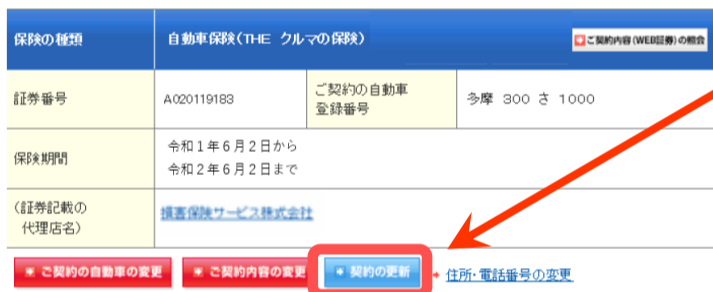 保険の種類 自動車保険(THE クルマの保険) ご契約内容(WEB証券)の照会
証券番号 A020119183 ご契約の自動車 多摩 300 さ 1000
登録番号
保険期間 令和1年6月2日から
令和2年6月2日まで
(証券記載の
代理店名) 損害保険サービス株式会社
ご契約の自動車の変更 ご契約内容の変更 契約の更新 住所・電話番号の変更